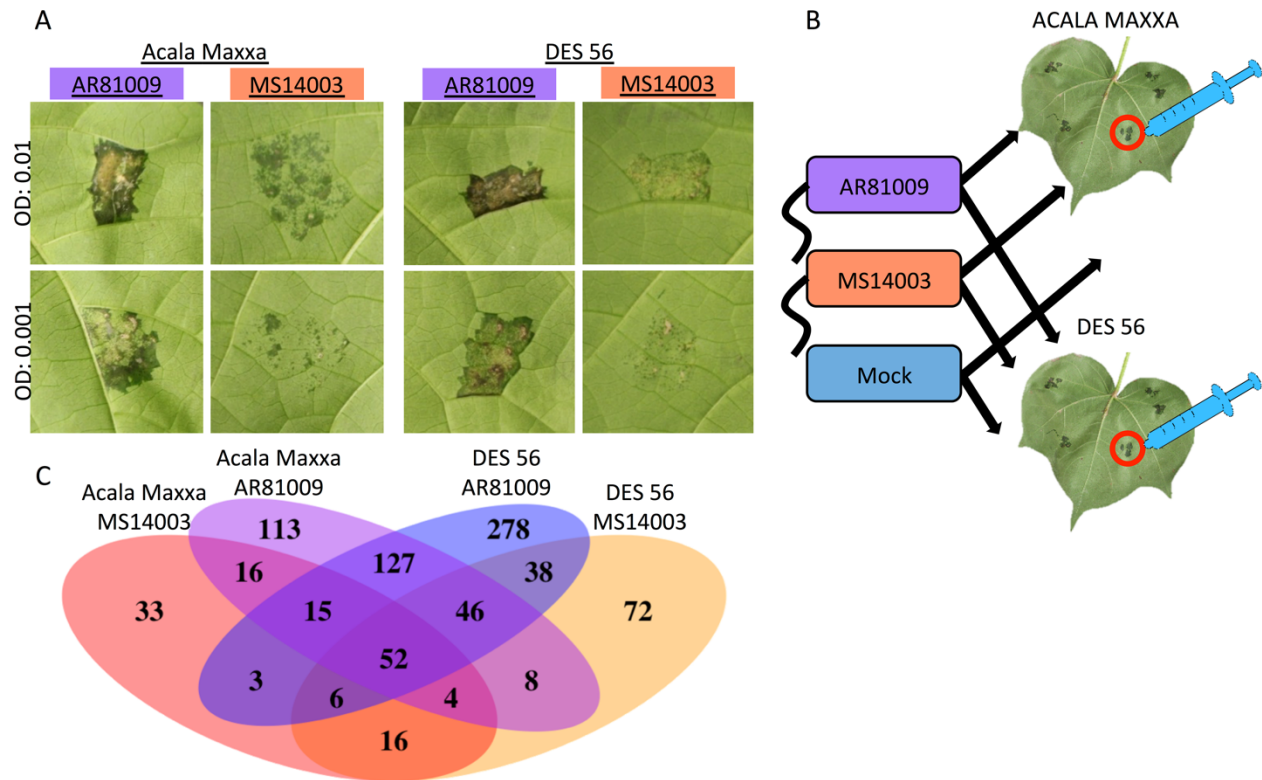 A
Acala Maxxa
DES 56
AR81009
MS14003
AR81009
MS14003
OD: 0.01
OD: 0.001
B
ACALA MAXXA
AR81009
MS14003
Mock
DES 56
C
Acala Maxxa
MS14003
Acala Maxxa
AR81009
DES 56
AR81009
DES 56
MS14003
113
278
16
127
38
33
15
46
72
52
3
6
4
8
16